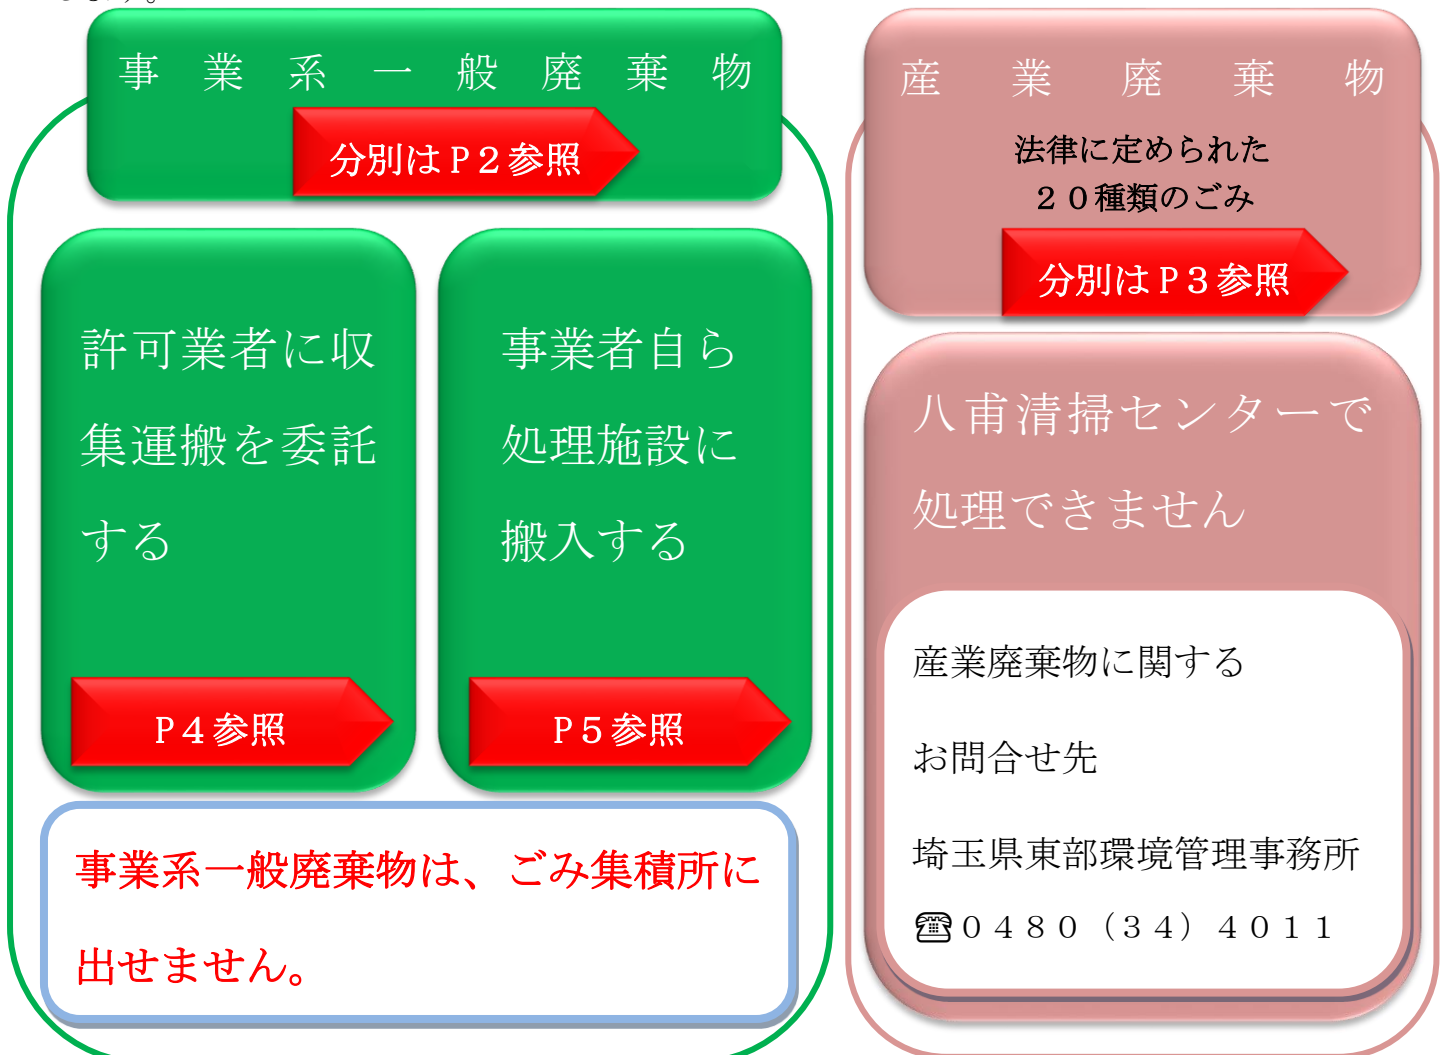 事業系一般廃棄物
分別はＰ２参照
許可業者に収
集運搬を委託
する
Ｐ４参照
事業者自ら
処理施設に
搬入する
Ｐ５参照
事業系一般廃棄物は、ごみ集積所に
出せません。
産業廃棄物
法律に定められた
２０種類のごみ
分別はＰ３参照
八甫清掃センターで
処理できません
産業廃棄物に関する
お問合せ先
埼玉県東部環境管理事務所
☎０４８０（３４）４０１１